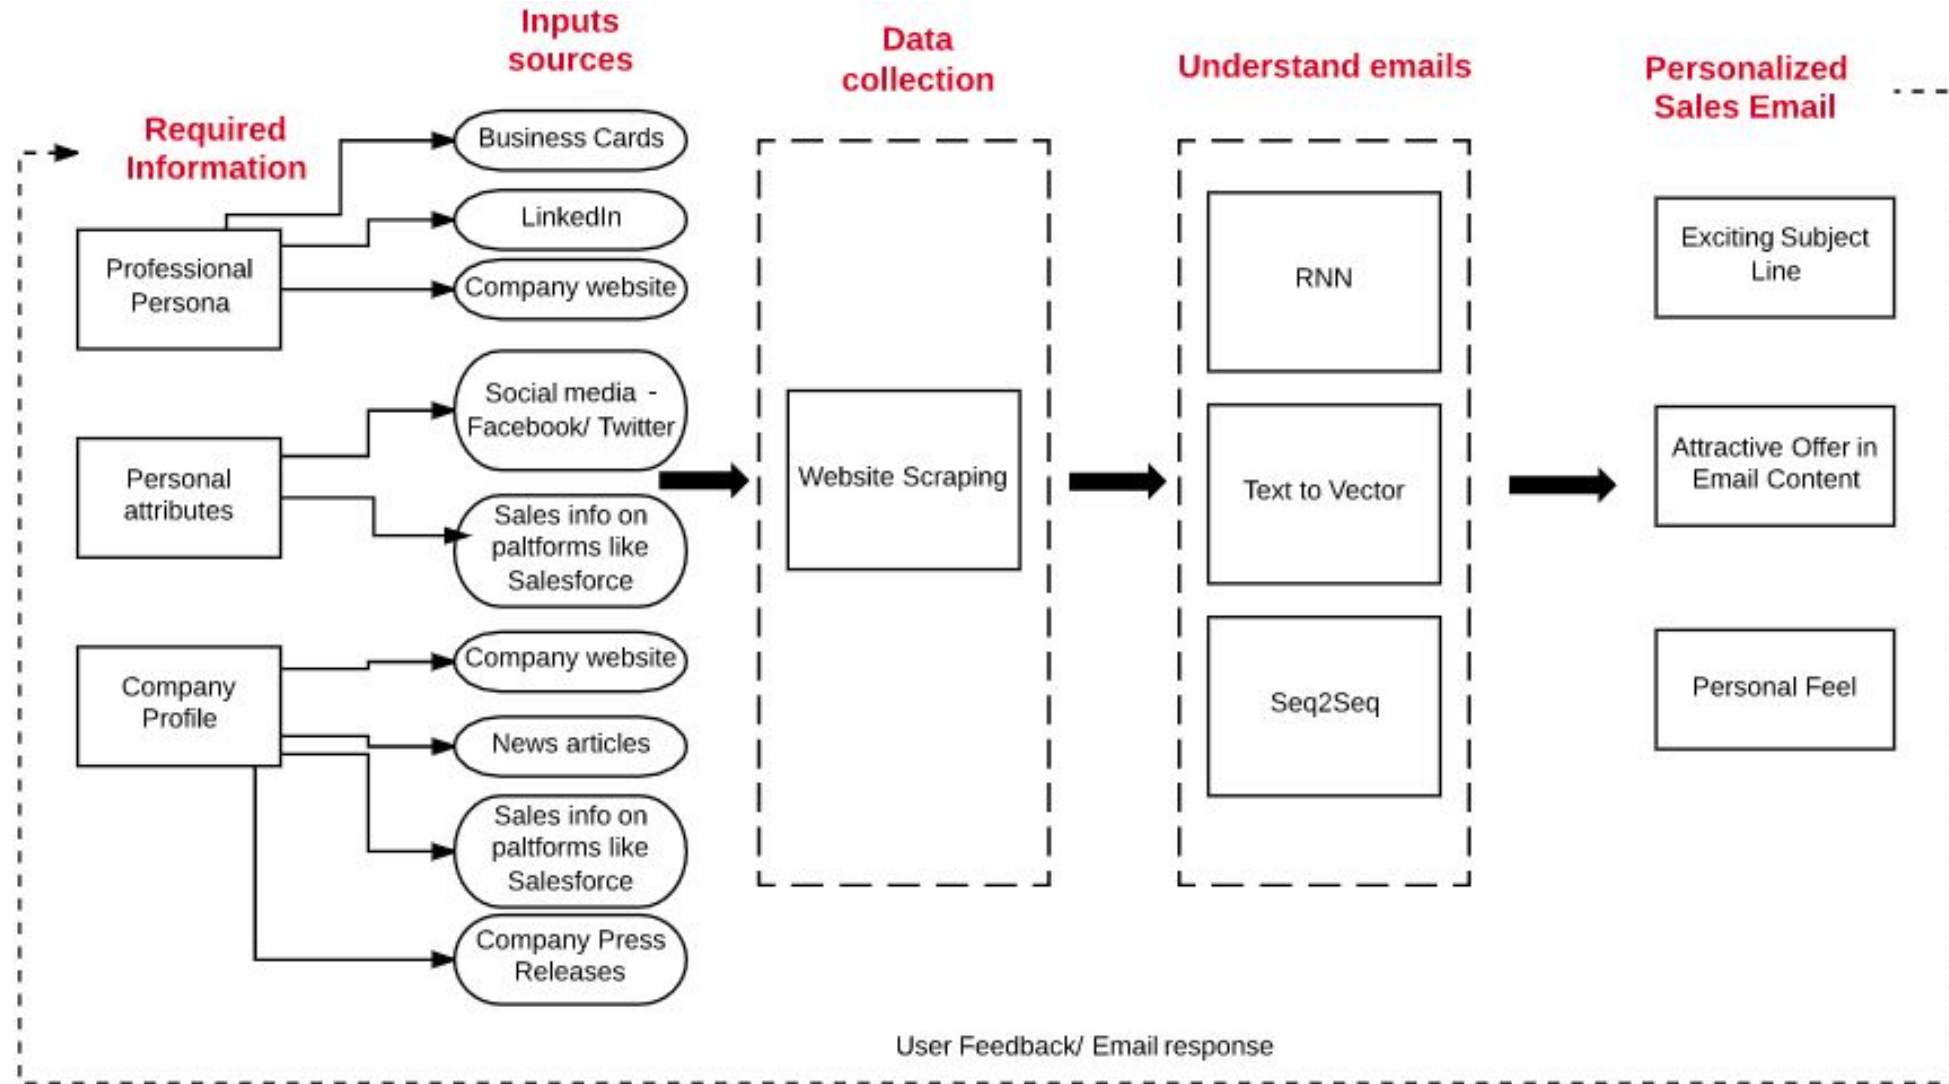 Required
Information
Professional
Persona
Personal
attributes
Company
Profile
Inputs
sources
Business Cards
LinkedIn
Company website
Social media -
Facebook/ Twitter
Sales info on
paltforms like
Salesforce
Company website
News articles
Sales info on
paltforms like
Salesforce
Company Press
Releases
Data
collection
Website Scraping
Understand emails
RNN
Text to Vector
Seq2Seq
Personalized
Sales Email
Exciting Subject
Line
Attractive Offer in
Email Content
Personal Feel
User Feedback/ Email response